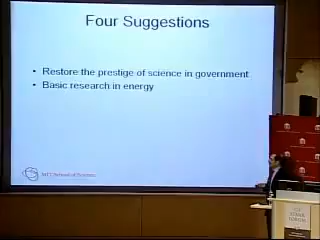 Four Suggestions
• Restore the prestige of science in government
• Basic research in energy
MIT School of Science